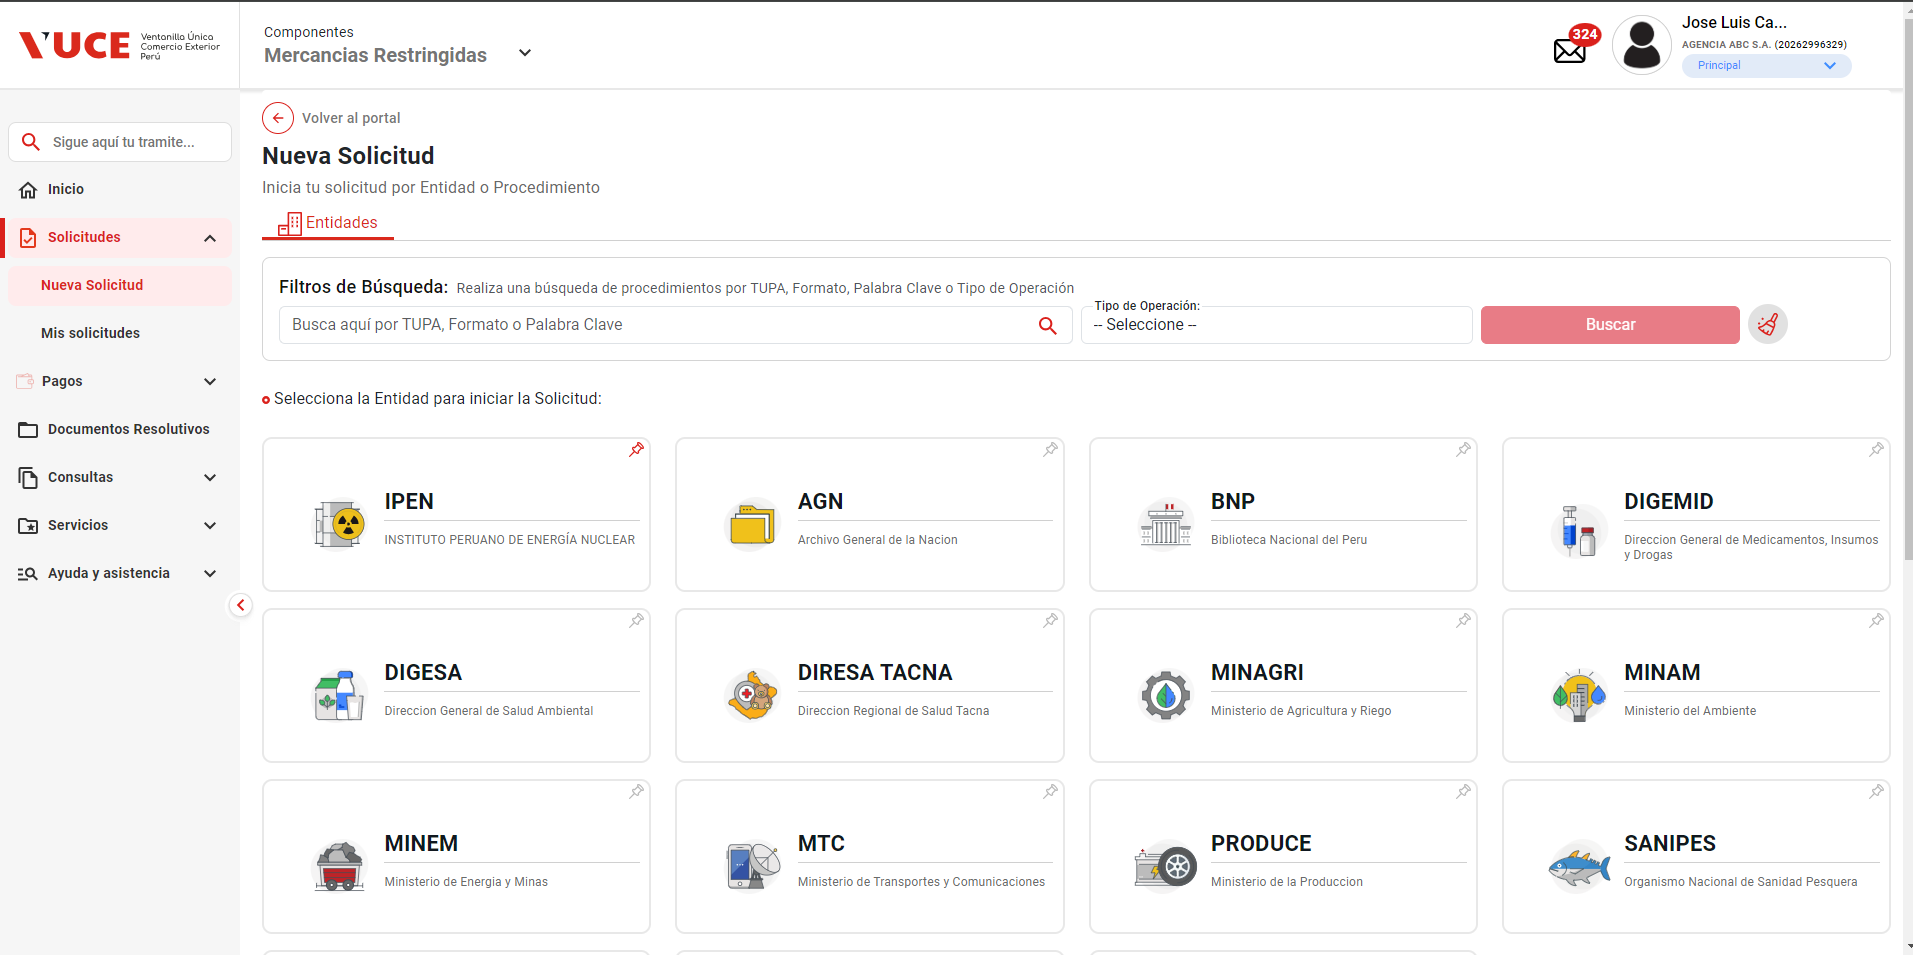 VUCE
Ventanilla Única
Comercio Exterior
Perú
Componentes
Mercancias Restringidas
324
Jose Luis Ca...
AGENCIA ABC S.A. (20262996329)
Principal
Sigue aquí tu tramite...
Inicio
Solicitudes
Nueva Solicitud
Mis solicitudes
Pagos
Documentos Resolutivos
Consultas
Servicios
Ayuda y asistencia
Volver al portal
Nueva Solicitud
Inicia tu solicitud por Entidad o Procedimiento
Entidades
Filtros de Búsqueda: Realiza una búsqueda de procedimientos por TUPA, Formato, Palabra Clave o Tipo de Operación
Busca aquí por TUPA, Formato o Palabra Clave
Tipo de Operación:
-- Seleccione --
Buscar
Selecciona la Entidad para iniciar la Solicitud:
IPEN
INSTITUTO PERUANO DE ENERGÍA NUCLEAR
AGN
Archivo General de la Nacion
BNP
Biblioteca Nacional del Peru
DIGEMID
Direccion General de Medicamentos, Insumos
y Drogas
DIGESA
Direccion General de Salud Ambiental
DIRESA TACNA
Direccion Regional de Salud Tacna
MINAGRI
Ministerio de Agricultura y Riego
MINAM
Ministerio del Ambiente
MINEM
Ministerio de Energia y Minas
MTC
Ministerio de Transportes y Comunicaciones
PRODUCE
Ministerio de la Produccion
SANIPES
Organismo Nacional de Sanidad Pesquera